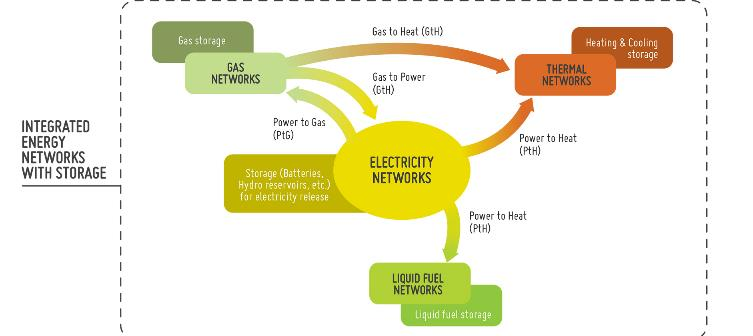 Gas storage
GAS
NETWORKS
Gas to Heat (GtH)
Heating & Cooling
storage
THERMAL
NETWORKS
Gas to Power
(GtH)
Power to Gas
(PtG)
INTEGRATED
ENERGY
NETWORKS
WITH STORAGE
Power to Heat
(PtH)
ELECTRICITY
NETWORKS
Storage (Batteries,
Hydro reservoirs, etc.)
for electricity release
Power to Heat
(PtH)
LIQUID FUEL
NETWORKS
Liquid fuel storage